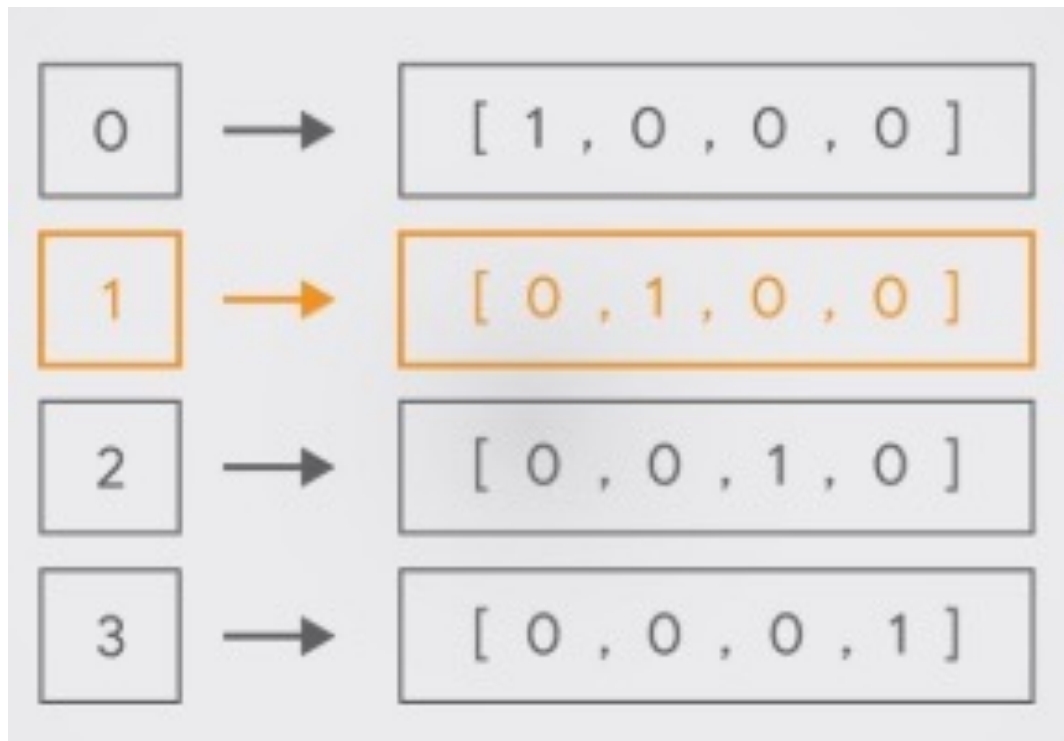 0 [ 1 , 0 , 0 , 0 ]
1 [ 0 , 1 , 0 , 0 ]
2 [ 0 , 0 , 1 , 0 ]
3 [ 0 , 0 , 0 , 1 ]